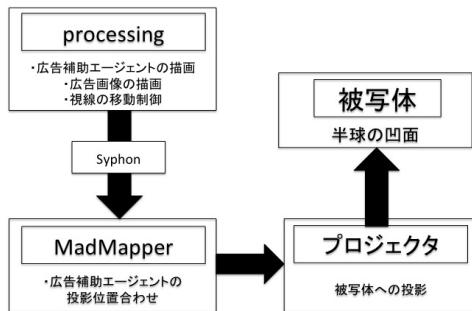 processing
・広告補助エージェントの描画
・広告画像の描画
・視線の移動制御
Syphon
MadMapper
・広告補助エージェントの
投影位置合わせ
プロジェクタ
被写体への投影
被写体
半球の凹面